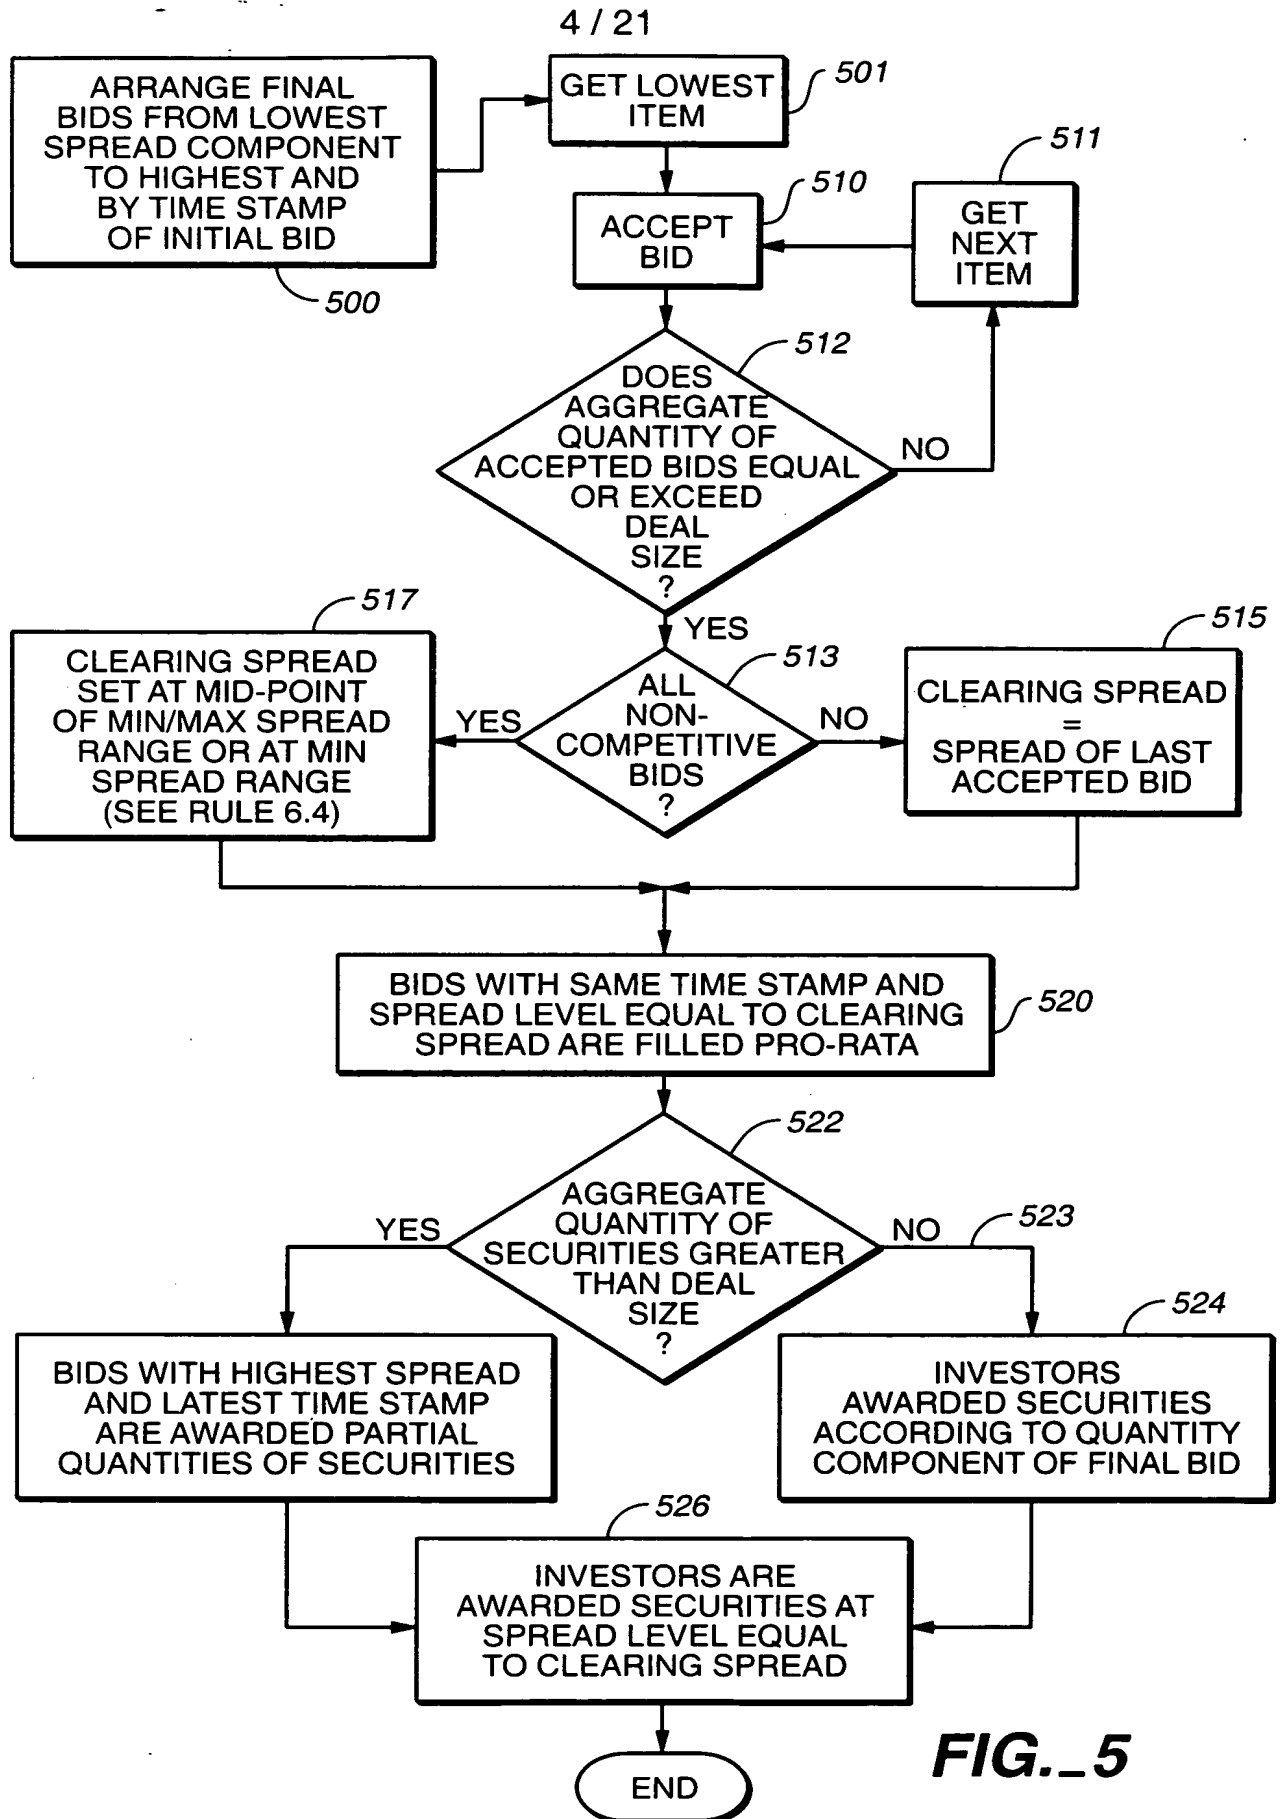 4 / 21
ARRANGE FINAL
BIDS FROM LOWEST
SPREAD COMPONENT
TO HIGHEST AND
BY TIME STAMP
OF INITIAL BID
500
GET LOWEST
ITEM
501
ACCEPT
BID
510
GET
NEXT
ITEM
511
DOES
AGGREGATE
QUANTITY OF
ACCEPTED BIDS EQUAL
OR EXCEED
DEAL
SIZE
?
512
NO
YES
517
CLEARING SPREAD
SET AT MID-POINT
OF MIN/MAX SPREAD
RANGE OR AT MIN
SPREAD RANGE
(SEE RULE 6.4)
YES
ALL
NON-
COMPETITIVE
BIDS
?
513
NO
515
CLEARING SPREAD
=
SPREAD OF LAST
ACCEPTED BID
BIDS WITH SAME TIME STAMP AND
SPREAD LEVEL EQUAL TO CLEARING
SPREAD ARE FILLED PRO-RATA
520
522
AGGREGATE
QUANTITY OF
SECURITIES GREATER
THAN DEAL
SIZE
?
YES
NO
523
BIDS WITH HIGHEST SPREAD
AND LATEST TIME STAMP
ARE AWARDED PARTIAL
QUANTITIES OF SECURITIES
524
INVESTORS
AWARDED SECURITIES
ACCORDING TO QUANTITY
COMPONENT OF FINAL BID
526
INVESTORS ARE
AWARDED SECURITIES AT
SPREAD LEVEL EQUAL
TO CLEARING SPREAD
END
FIG._5